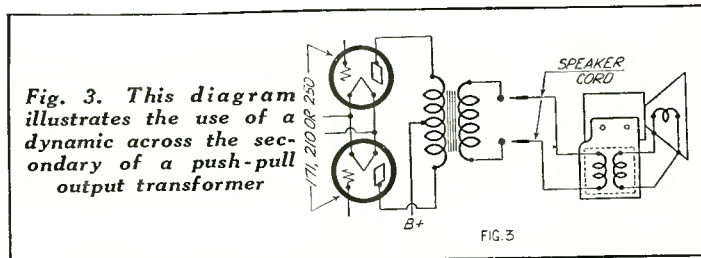 Fig. 3. This diagram
illustrates the use of a
dynamic across the sec-
ondary of a push-pull
output transformer
171, 210 OR 250
B+
SPEAKER
CORD
FIG. 3